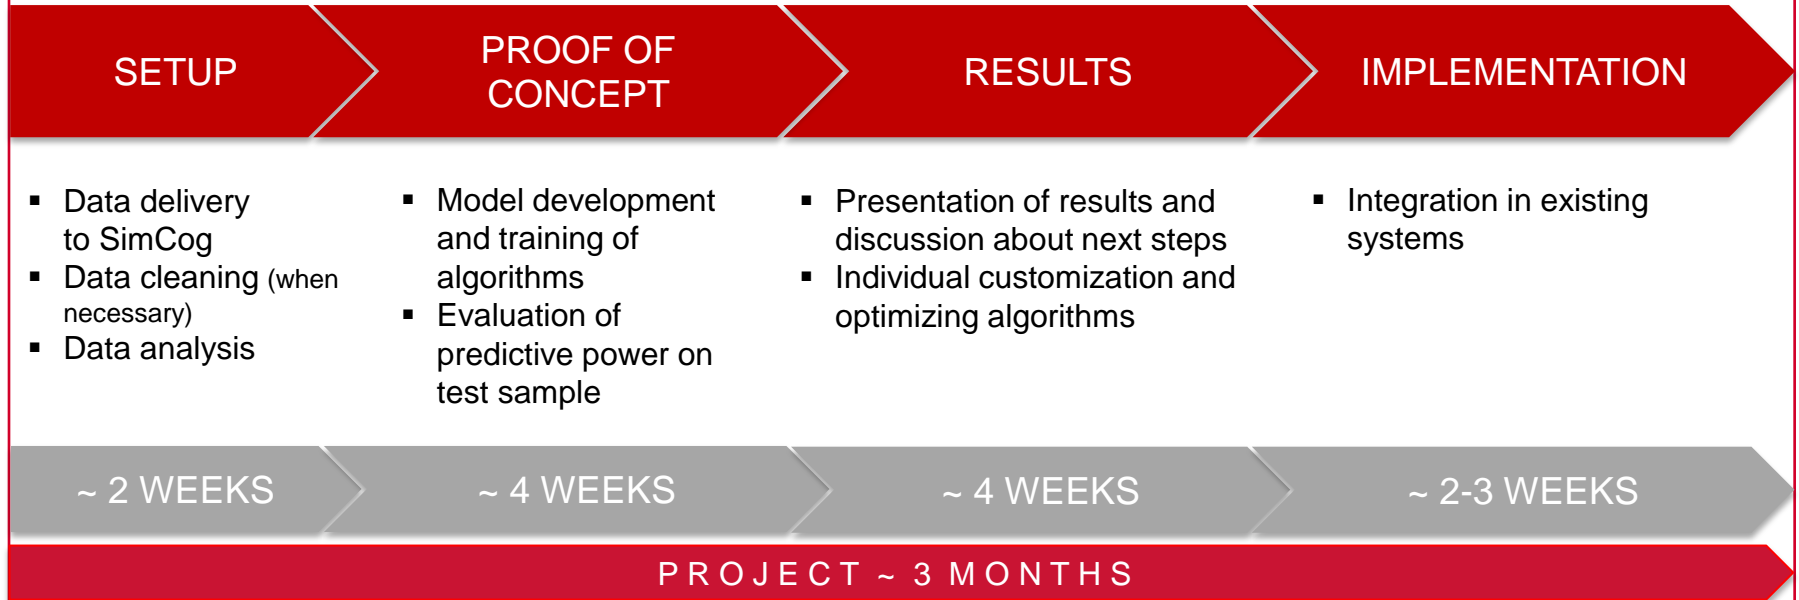 SETUP
PROOF OF
CONCEPT
RESULTS
IMPLEMENTATION
▪ Data delivery
to SimCog
▪ Data cleaning (when
necessary)
▪ Data analysis
▪ Model development
and training of
algorithms
▪ Evaluation of
predictive power on
test sample
▪ Presentation of results and
discussion about next steps
▪ Individual customization and
optimizing algorithms
▪ Integration in existing
systems
~ 2 WEEKS
~ 4 WEEKS
~ 4 WEEKS
~ 2-3 WEEKS
PROJECT ~ 3 MONTHS